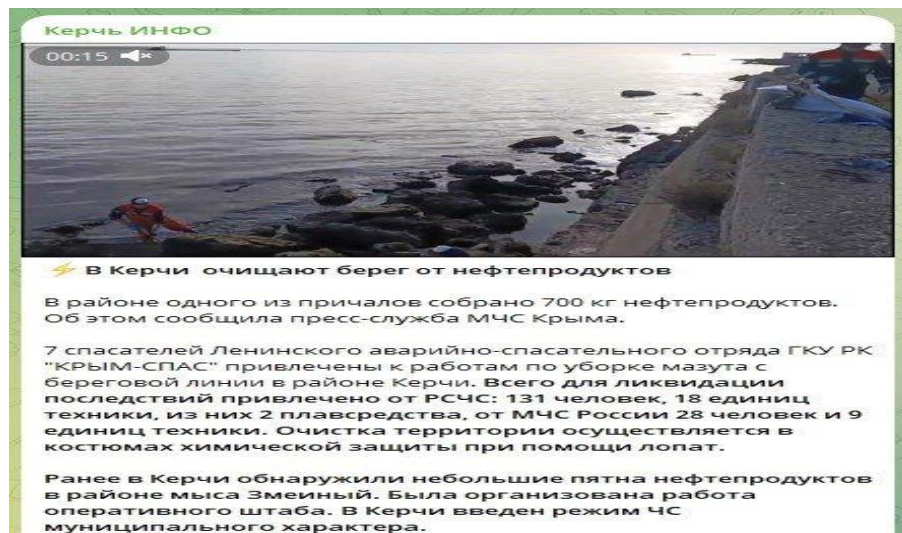 Керчь ИНФО
00:15
В Керчи очищают берег от нефтепродуктов
В районе одного из причалов собрано 700 кг нефтепродуктов.
Об этом сообщила пресс-служба МЧС Крыма.
7 спасателей Ленинского аварийно-спасательного отряда ГКУ РК
"КРЫМ-СПАС" привлечены к работам по уборке мазута с
береговой линии в районе Керчи. Всего для ликвидации
последствий привлечено от РСЧС: 131 человек, 18 единиц
техники, из них 2 плавсредства, от МЧС России 28 человек и 9
единиц техники. Очистка территории осуществляется в
костюмах химической защиты при помощи лопат.
Ранее в Керчи обнаружили небольшие пятна нефтепродуктов
в районе мыса Змеиный. Была организована работа
оперативного штаба. В Керчи введен режим ЧС
муниципального характера.